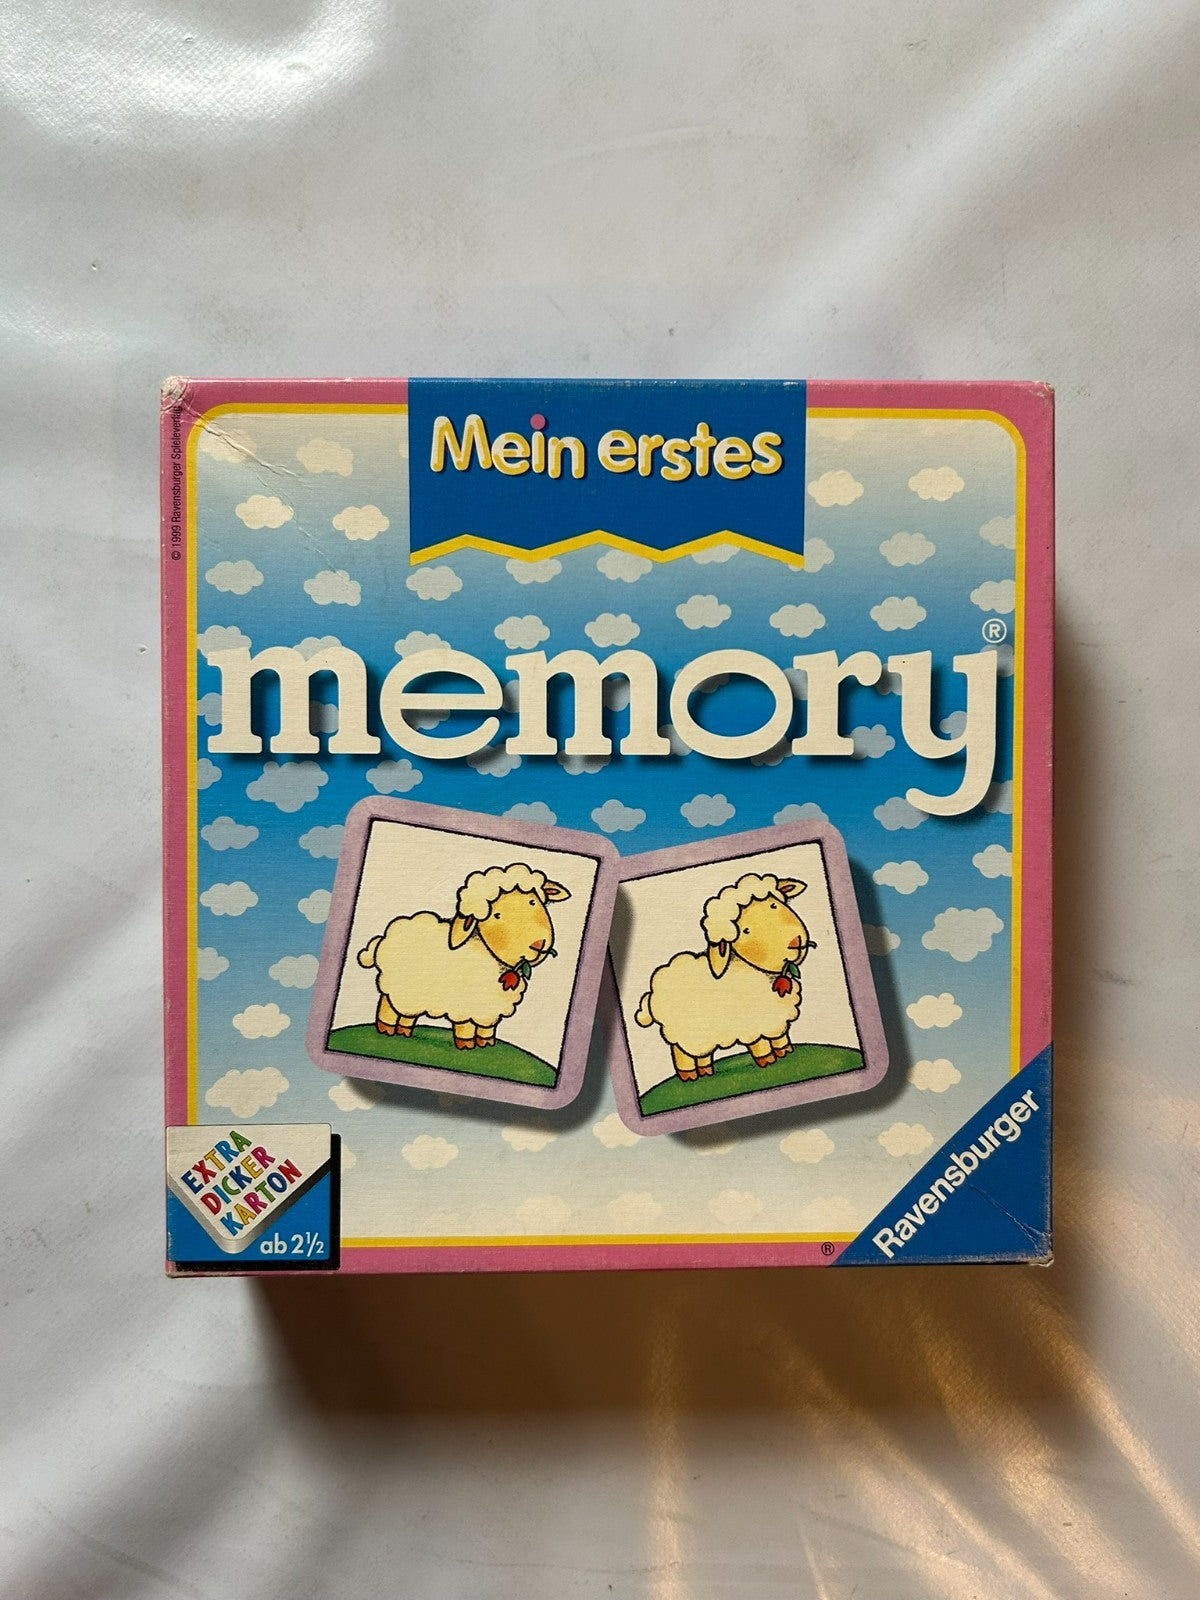 Mein erstes
memory®
© 1999 Ravensburger Spieleverlag
EXTRA
DICKER
KARTON
ab 2½
®
Ravensburger